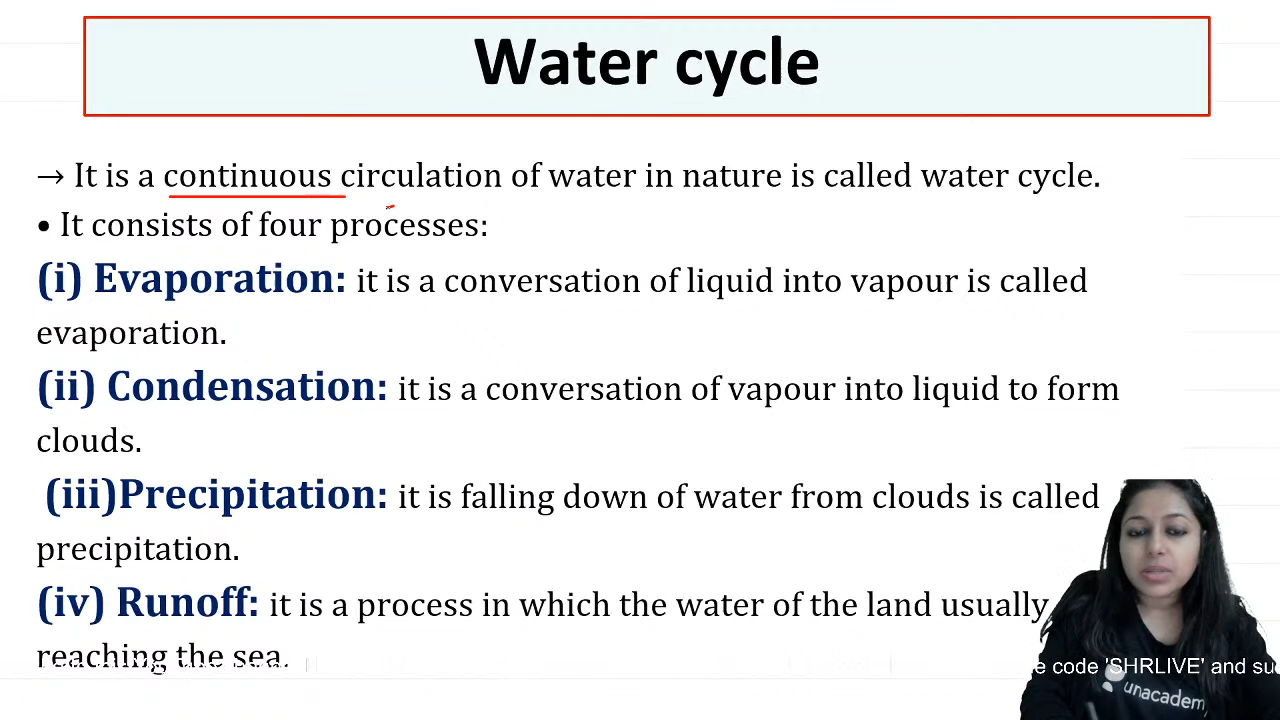 Water cycle
→ It is a continuous circulation of water in nature is called water cycle.
• It consists of four processes:
(i) Evaporation: it is a conversation of liquid into vapour is called
evaporation.
(ii) Condensation: it is a conversation of vapour into liquid to form
clouds.
(iii)Precipitation: it is falling down of water from clouds is called
precipitation.
(iv) Runoff: it is a process in which the water of the land usually
reaching the sea.
code 'SHRLIVE' and
unacademy